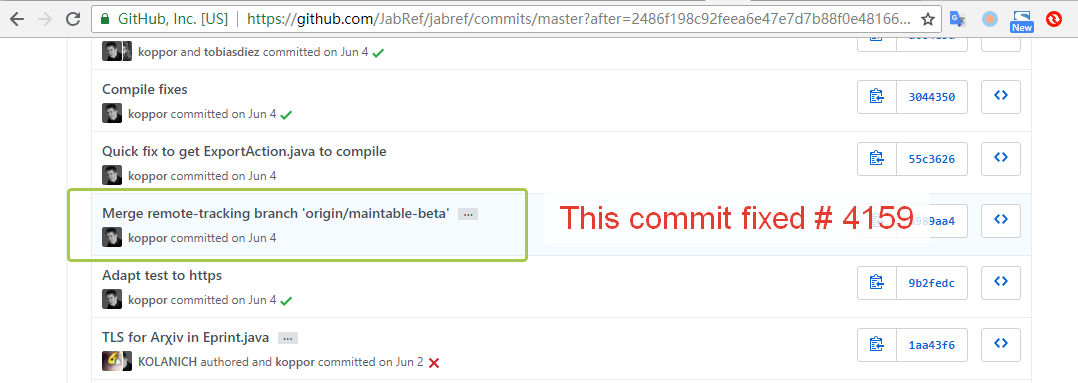 GitHub, Inc. [US] https://github.com/JabRef/jabref/commits/master?after=2486f198c92feea6e47e7d7b88f0e48166...
New
koppor and tobiasdiez committed on Jun 4
Compile fixes
koppor committed on Jun 4
3044350
Quick fix to get ExportAction.java to compile
koppor committed on Jun 4
55c3626
Merge remote-tracking branch 'origin/maintable-beta' ...
koppor committed on Jun 4
This commit fixed # 4159
Adapt test to https
koppor committed on Jun 4
9b2fedc
TLS for Arχiv in Eprint.java ...
KOLANICH authored and koppor committed on Jun 2
1aa43f6